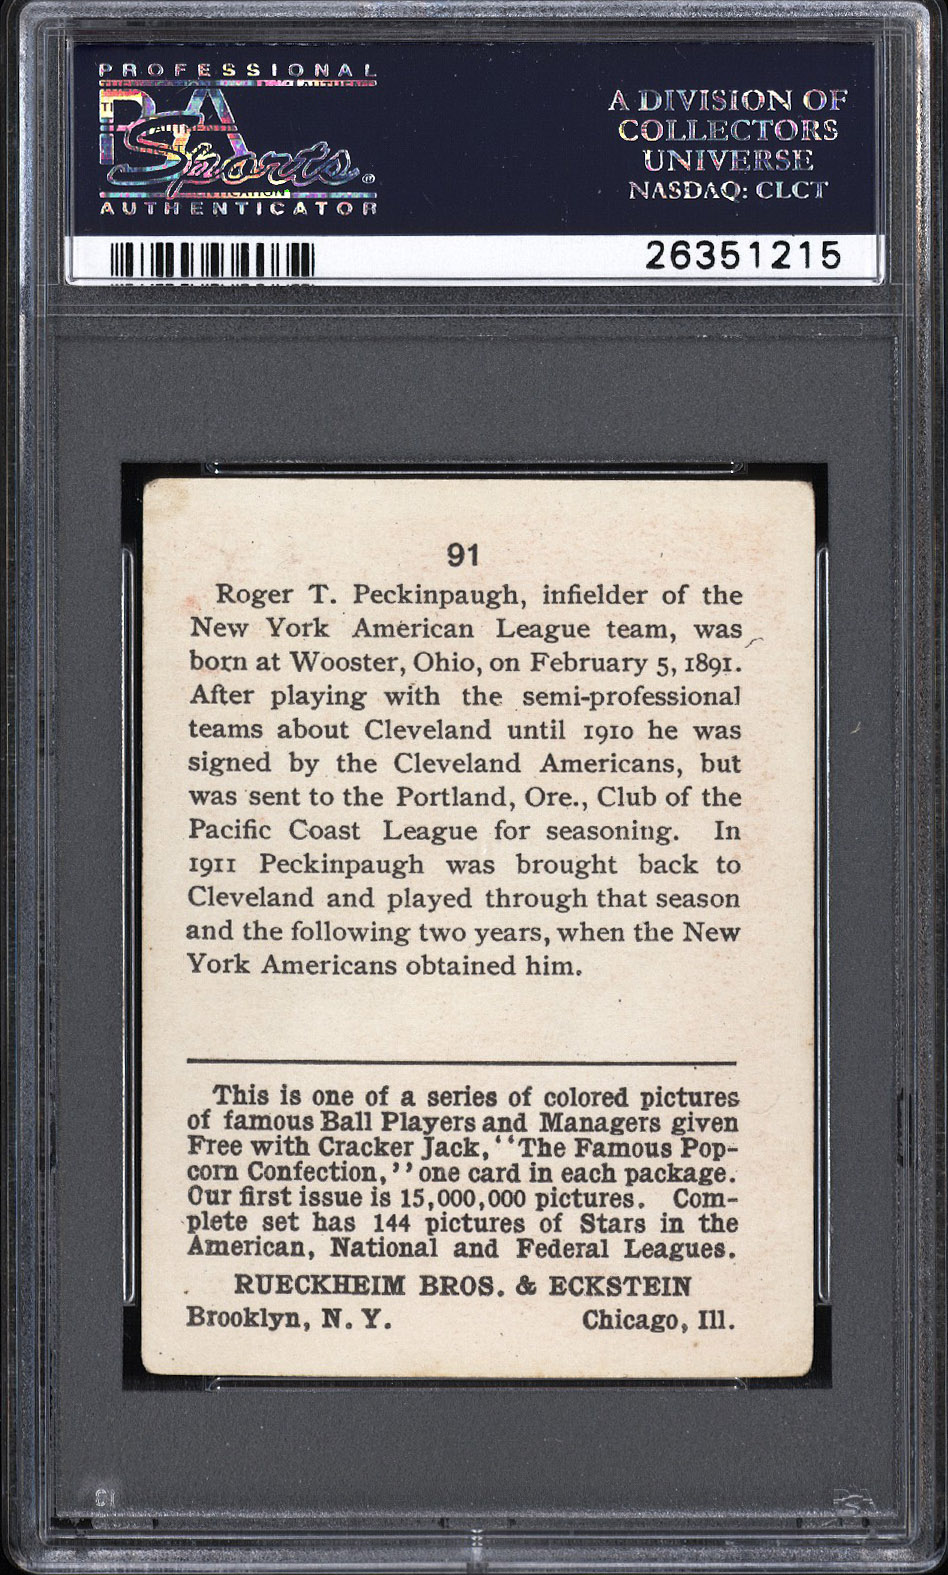 PROFESSIONAL
PSA
Sports®
AUTHENTICATOR
A DIVISION OF
COLLECTORS
UNIVERSE
NASDAQ: CLCT
26351215
91
Roger T. Peckinpaugh, infielder of the
New York American League team, was
born at Wooster, Ohio, on February 5, 1891.
After playing with the semi-professional
teams about Cleveland until 1910 he was
signed by the Cleveland Americans, but
was sent to the Portland, Ore., Club of the
Pacific Coast League for seasoning. In
1911 Peckinpaugh was brought back to
Cleveland and played through that season
and the following two years, when the New
York Americans obtained him.
This is one of a series of colored pictures
of famous Ball Players and Managers given
Free with Cracker Jack, ‘‘The Famous Pop-
corn Confection,’’ one card in each package.
Our first issue is 15,000,000 pictures. Com-
plete set has 144 pictures of Stars in the
American, National and Federal Leagues.
RUECKHEIM BROS. & ECKSTEIN
Brooklyn, N. Y. Chicago, Ill.